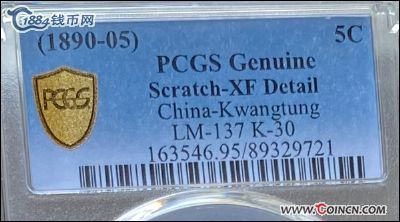 1884钱币网
(1890-05) 5C
PCGS Genuine
Scratch-XF Detail
China-Kwangtung
LM-137 K-30
163546.95/89329721
PCGS
www.COINCN.COM